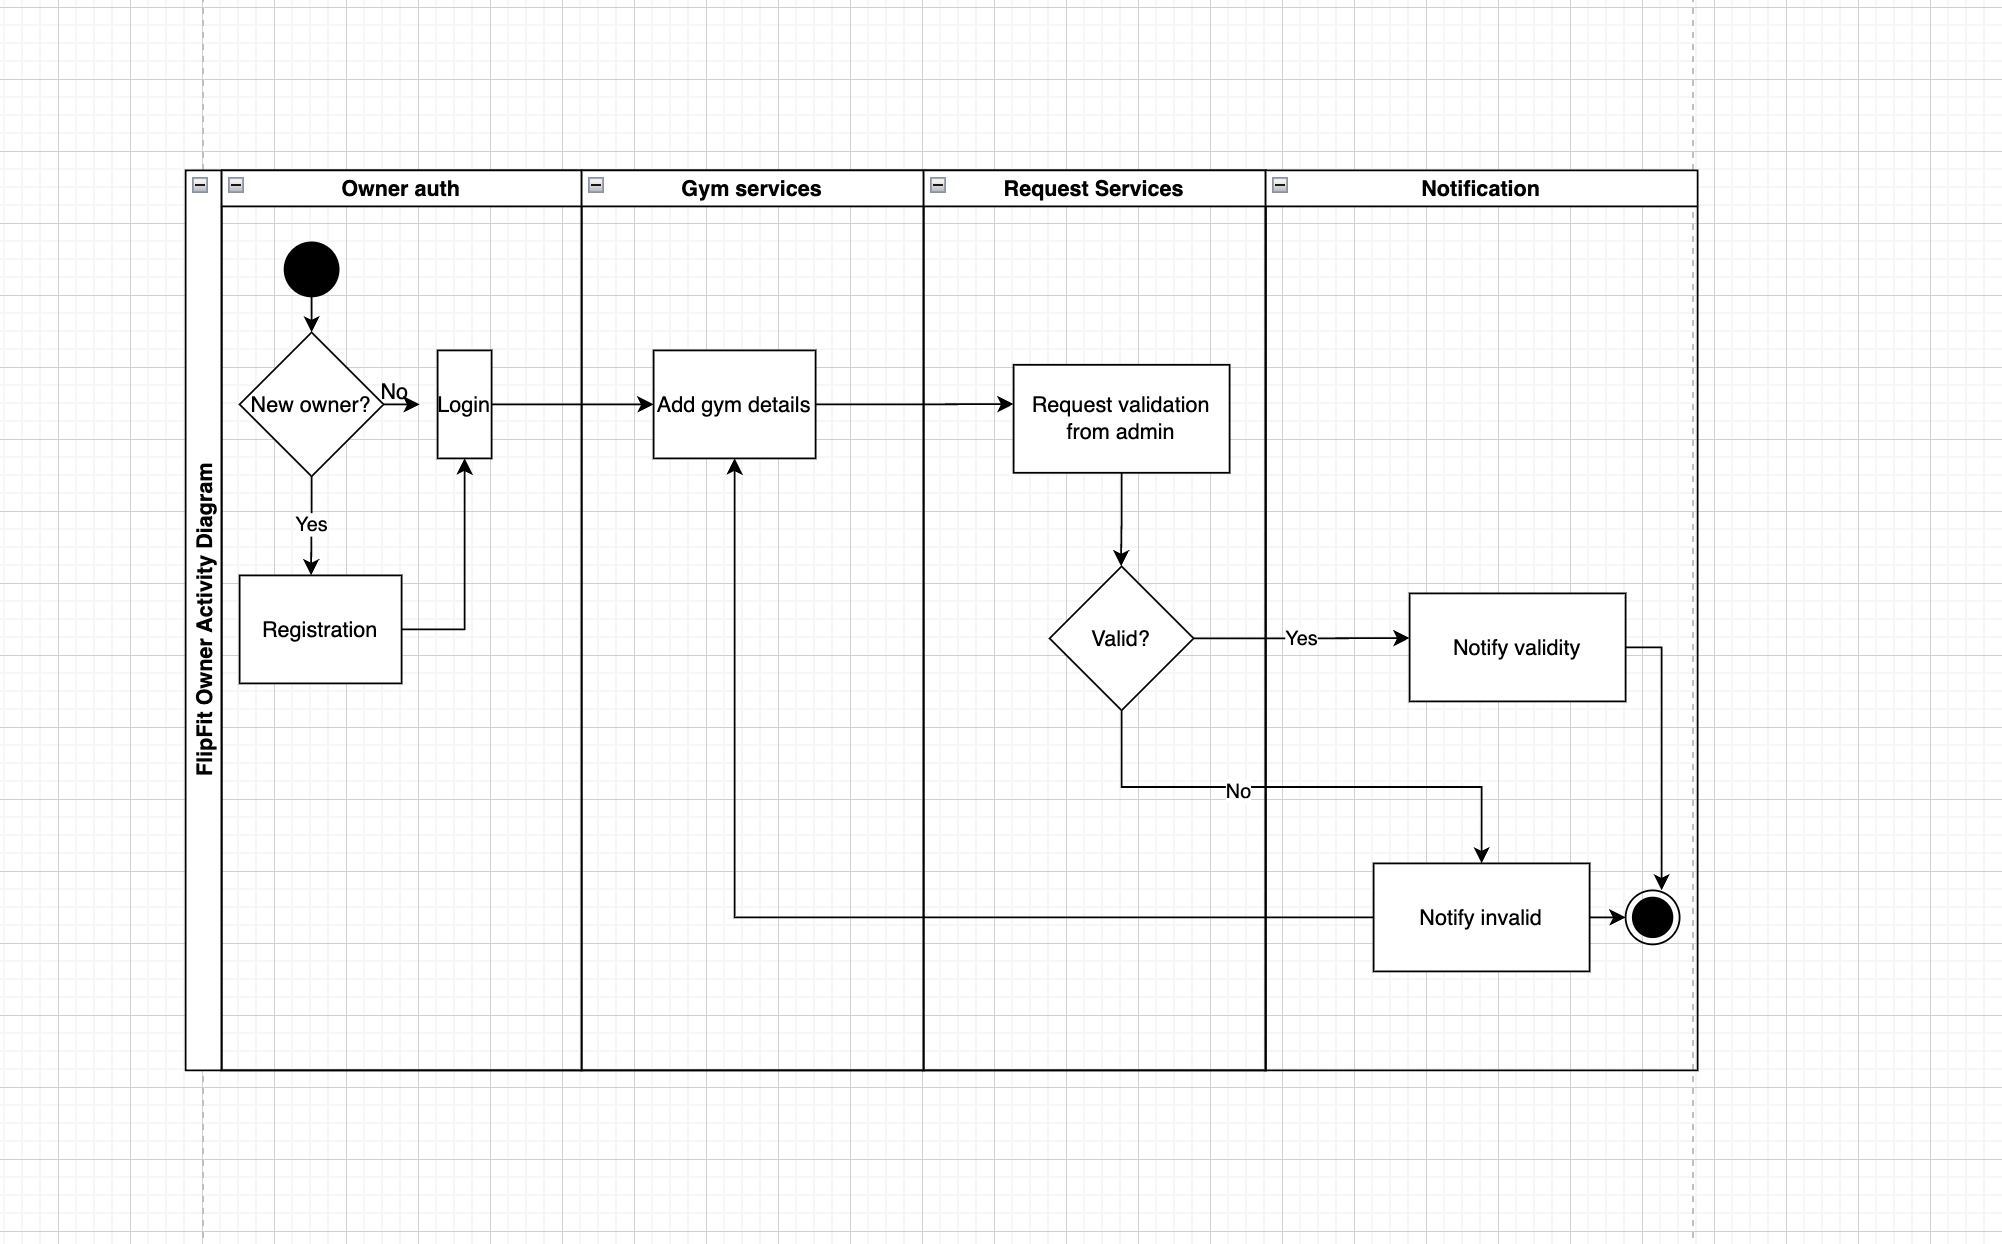 FlipFit Owner Activity Diagram
Owner auth
Gym services
Request Services
Notification
New owner?
No
Login
Add gym details
Request validation
from admin
Yes
Registration
Valid?
Yes
Notify validity
No
Notify invalid